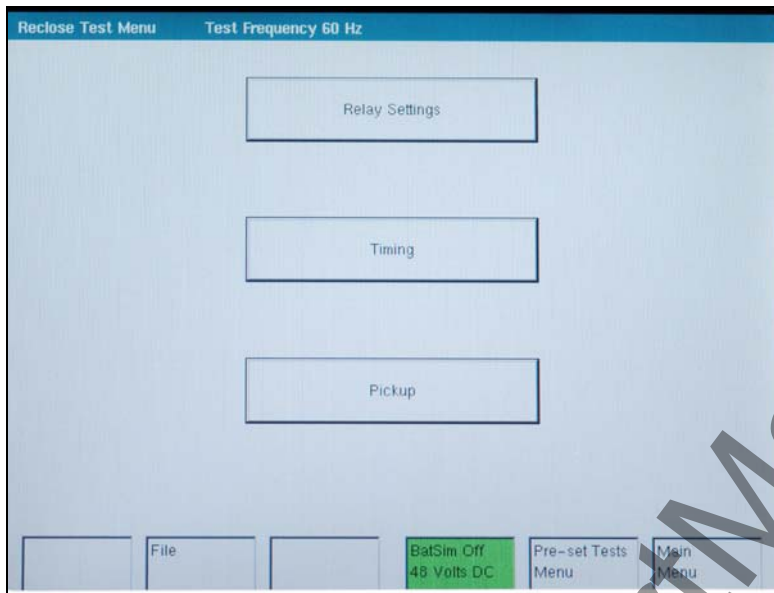 Reclose Test Menu Test Frequency 60 Hz
Relay Settings
Timing
Pickup
File
BatSim Off
48 Volts DC
Pre-set Tests
Menu
Main
Menu